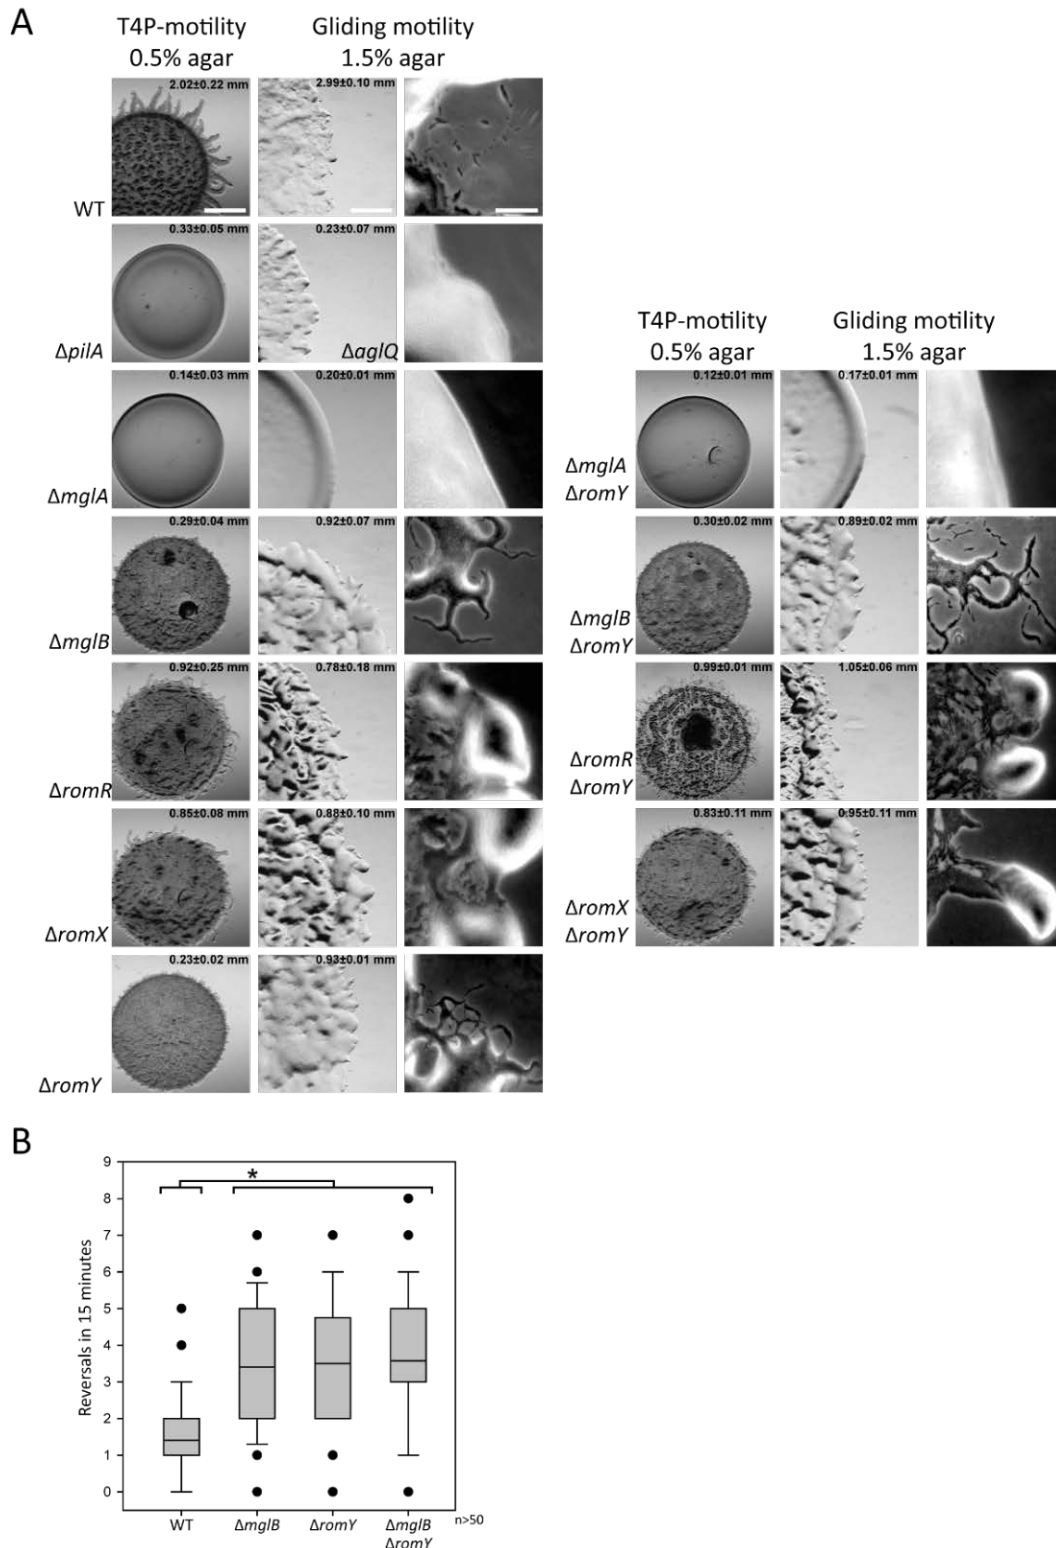 A
T4P-motility Gliding motility
0.5% agar 1.5% agar
2.02±0.22 mm 2.99±0.10 mm
WT
0.33±0.05 mm 0.23±0.07 mm
ΔpilA ΔaglQ
0.14±0.03 mm 0.20±0.01 mm
ΔmglA
0.29±0.04 mm 0.92±0.07 mm
ΔmglB
0.92±0.25 mm 0.78±0.18 mm
ΔromR
0.85±0.08 mm 0.88±0.10 mm
ΔromX
0.23±0.02 mm 0.93±0.01 mm
ΔromY
T4P-motility Gliding motility
0.5% agar 1.5% agar
0.12±0.01 mm 0.17±0.01 mm
ΔmglA
ΔromY
0.30±0.02 mm 0.89±0.02 mm
ΔmglB
ΔromY
0.99±0.01 mm 1.05±0.06 mm
ΔromR
ΔromY
0.83±0.11 mm 0.95±0.11 mm
ΔromX
ΔromY
B
Reversals in 15 minutes
9
8
7
6
5
4
3
2
1
0
*
WT ΔmglB ΔromY ΔmglB
ΔromY
n>50